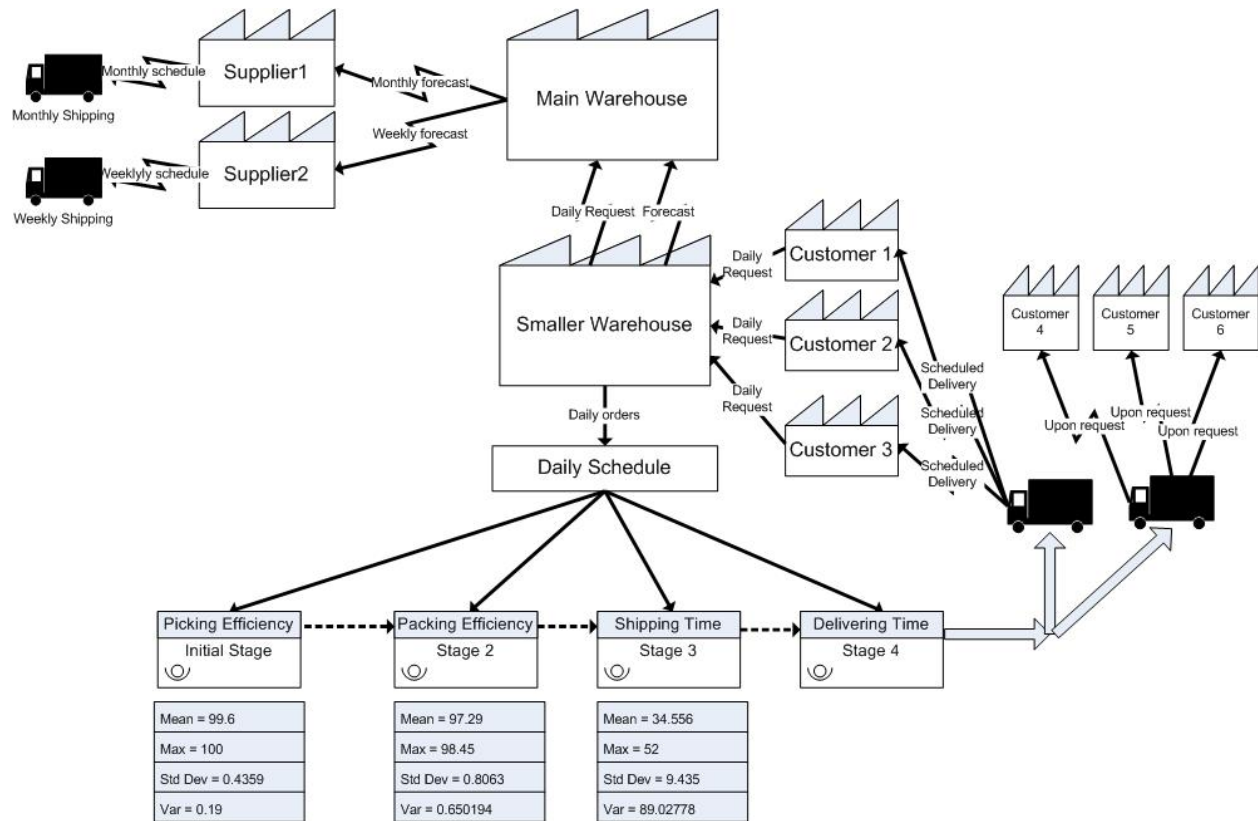 Monthly schedule
Monthly Shipping
Supplier1
Monthly forecast
Main Warehouse
Weeklyly schedule
Weekly Shipping
Supplier2
Weekly forecast
Daily Request
Forecast
Smaller Warehouse
Daily
Request
Customer 1
Daily
Request
Customer 2
Daily
Request
Customer 3
Scheduled
Delivery
Scheduled
Delivery
Scheduled
Delivery
Customer
4
Customer
5
Customer
6
Upon request
Upon request
Upon request
Daily orders
Daily Schedule
Picking Efficiency
Initial Stage
Packing Efficiency
Stage 2
Shipping Time
Stage 3
Delivering Time
Stage 4
Mean = 99.6
Max = 100
Std Dev = 0.4359
Var = 0.19
Mean = 97.29
Max = 98.45
Std Dev = 0.8063
Var = 0.650194
Mean = 34.556
Max = 52
Std Dev = 9.435
Var = 89.02778